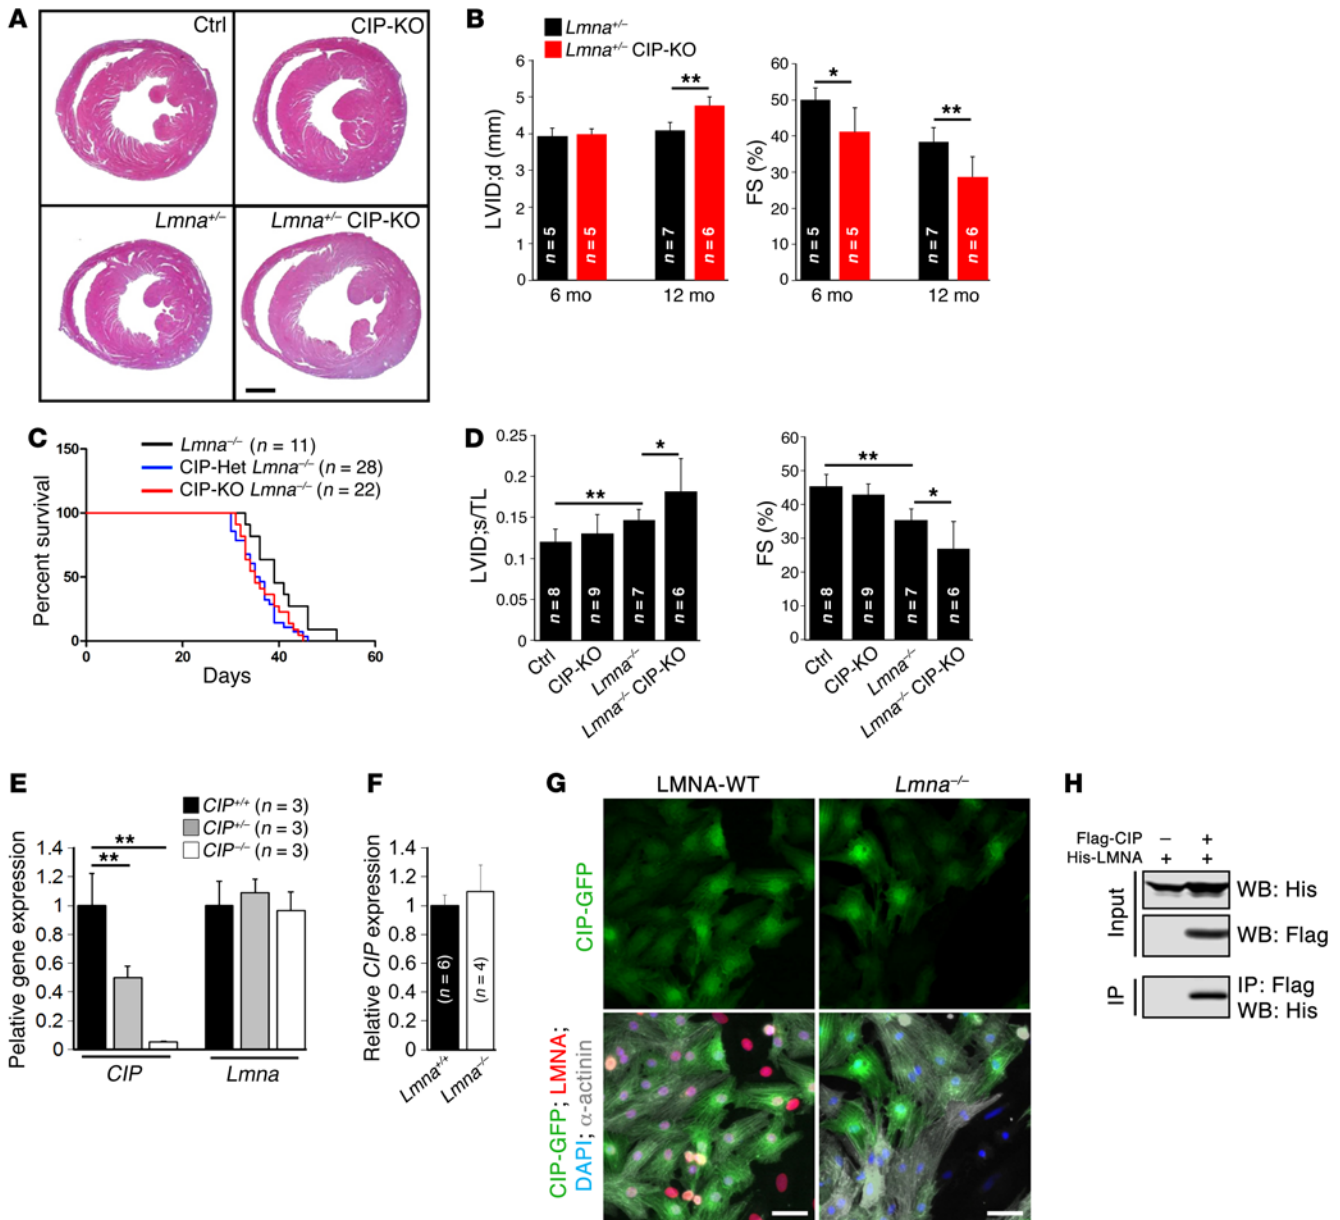 A
Ctrl
CIP-KO
Lmna+/–
Lmna+/– CIP-KO
B
Lmna+/–
Lmna+/– CIP-KO
LVID;d (mm)
6
5
4
3
2
1
0
**
n = 5
n = 5
n = 7
n = 6
6 mo
12 mo
FS (%)
60
50
40
30
20
10
0
*
**
n = 5
n = 5
n = 7
n = 6
6 mo
12 mo
C
Lmna–/– (n = 11)
CIP-Het Lmna–/– (n = 28)
CIP-KO Lmna–/– (n = 22)
Percent survival
150
100
50
0
0
20
40
60
Days
D
LVID;s/TL
0.25
0.2
0.15
0.1
0.05
0
**
*
n = 8
n = 9
n = 7
n = 6
Ctrl
CIP-KO
Lmna–/–
Lmna–/– CIP-KO
FS (%)
60
50
40
30
20
10
0
**
*
n = 8
n = 9
n = 7
n = 6
Ctrl
CIP-KO
Lmna–/–
Lmna–/– CIP-KO
E
CIP+/+ (n = 3)
CIP+/– (n = 3)
CIP–/– (n = 3)
Pelative gene expression
1.4
1.2
1
0.8
0.6
0.4
0.2
0
**
**
CIP
Lmna
F
Relative CIP expression
1.4
1.2
1
0.8
0.6
0.4
0.2
0
(n = 6)
(n = 4)
Lmna+/+
Lmna–/–
G
LMNA-WT
Lmna–/–
CIP-GFP
CIP-GFP; LMNA;
DAPI; α-actinin
H
Flag-CIP – +
His-LMNA + +
Input
WB: His
WB: Flag
IP
IP: Flag
WB: His